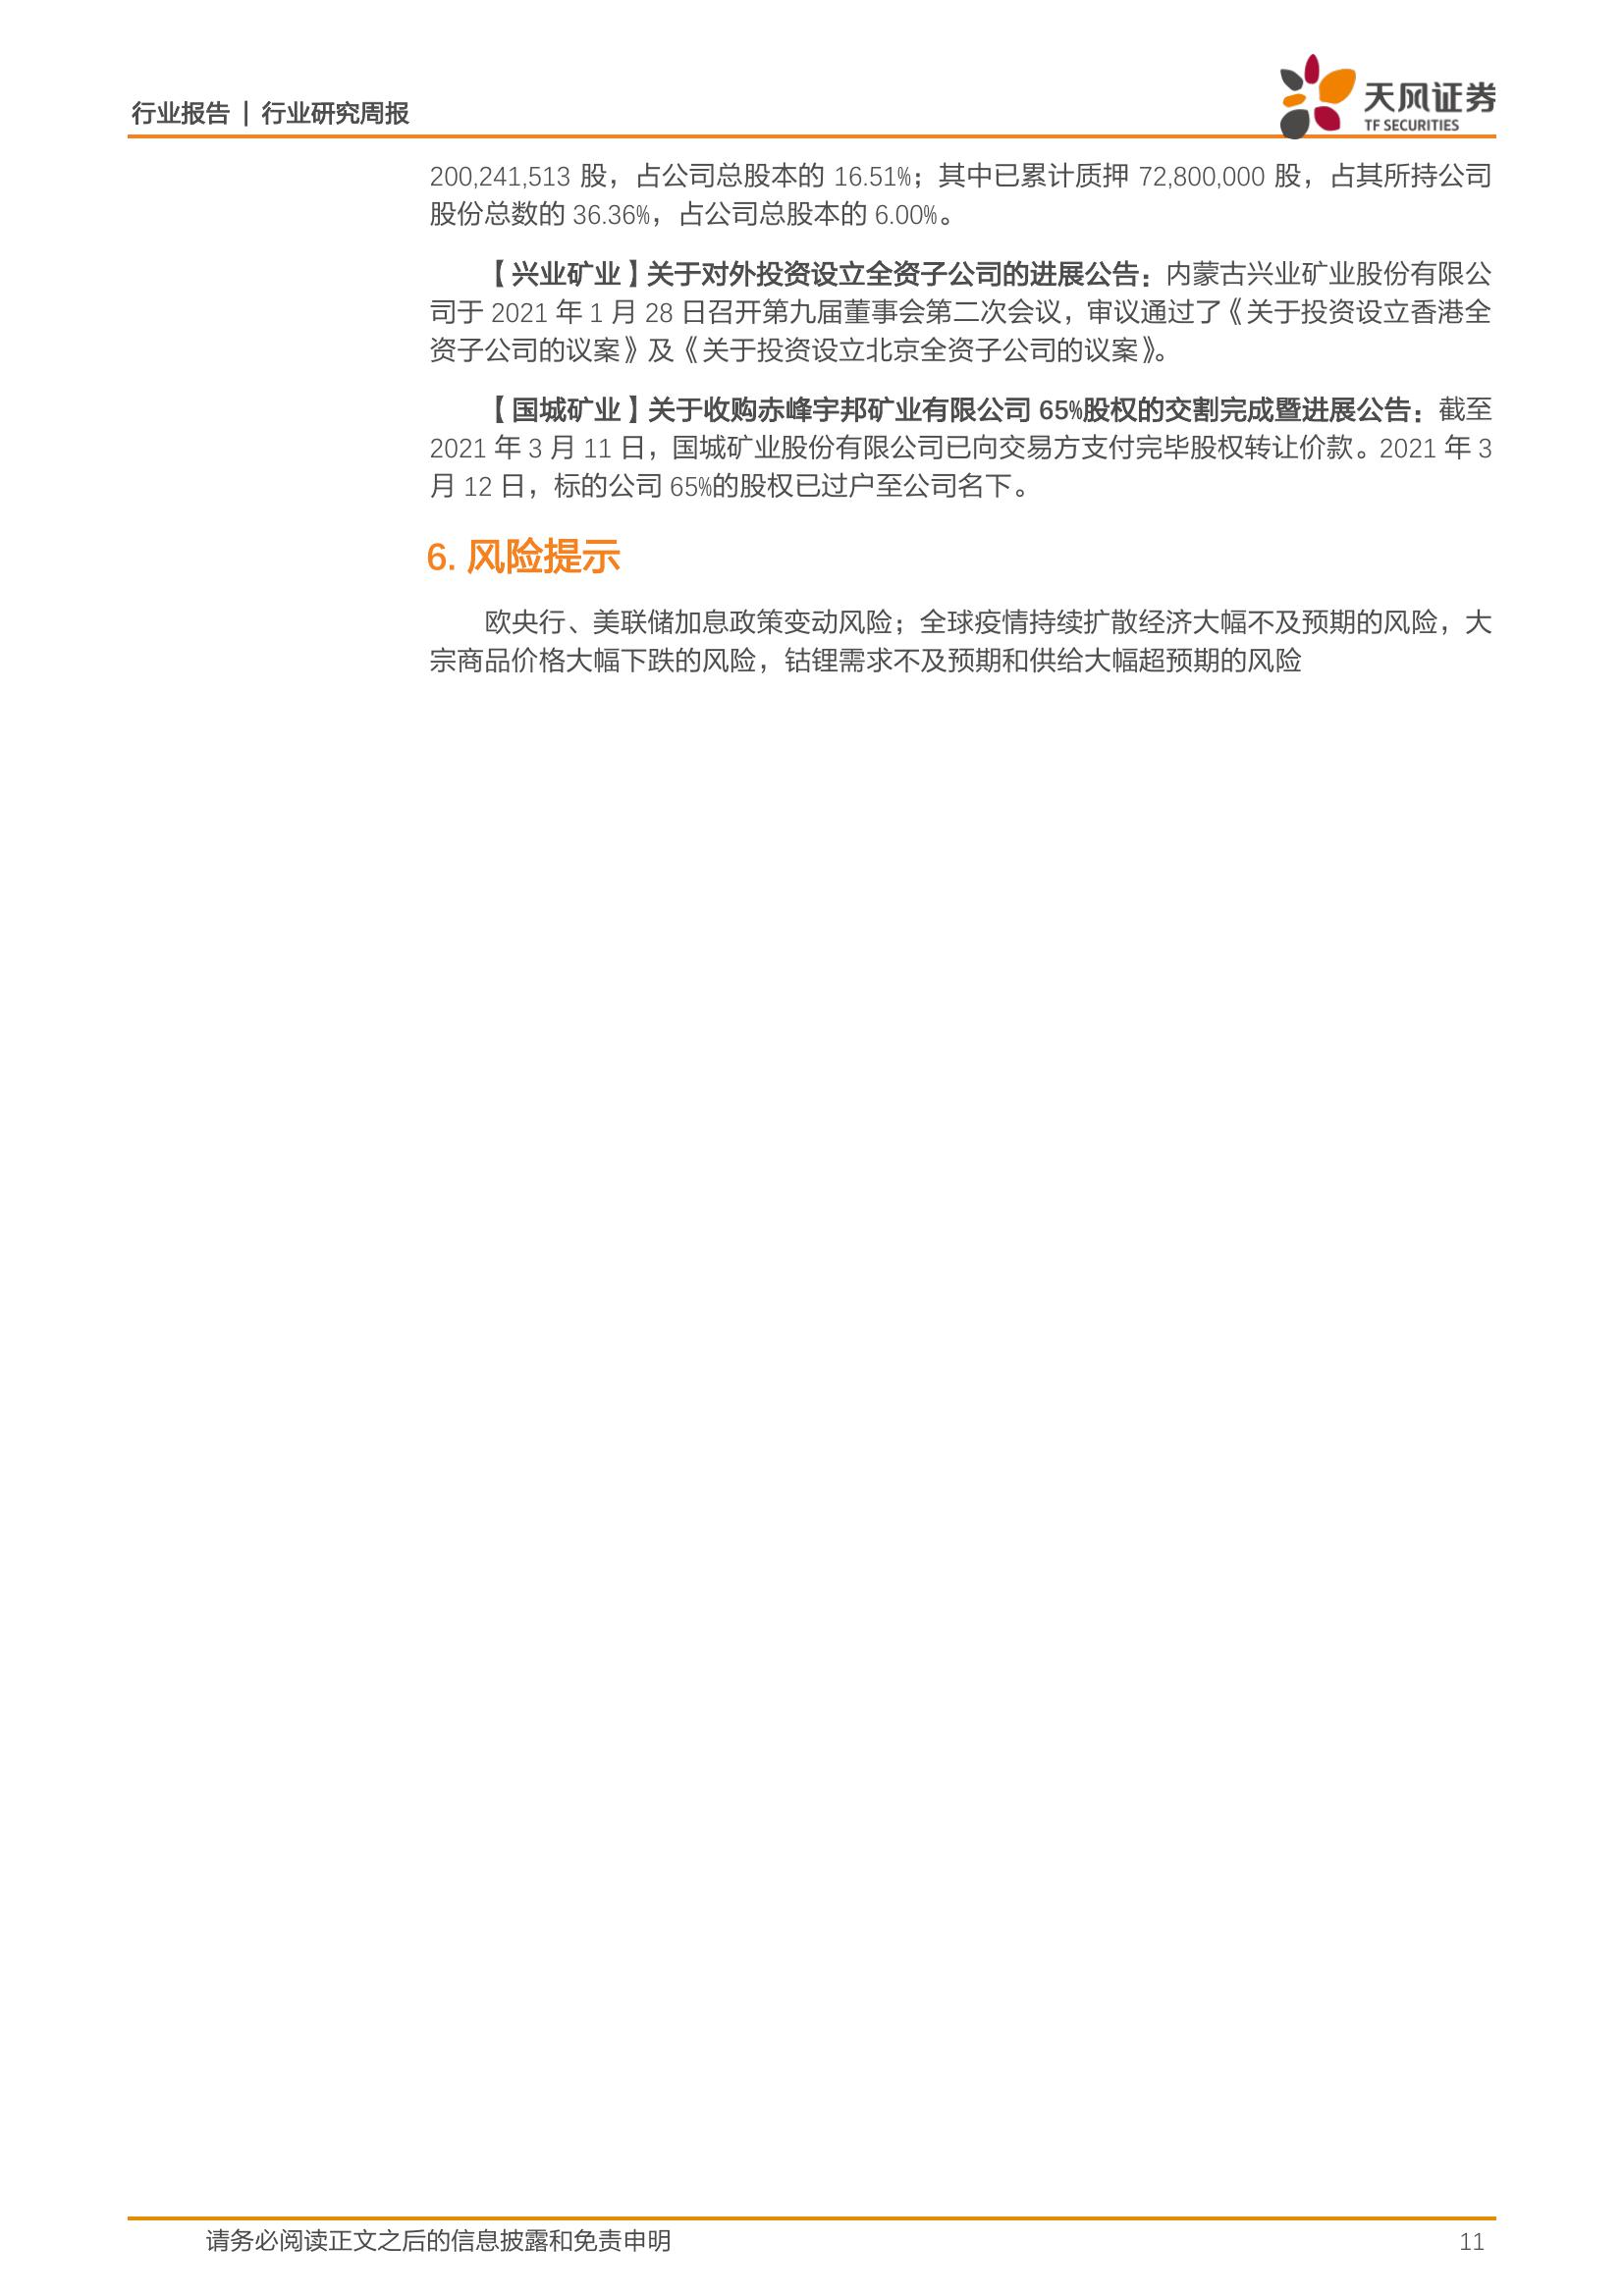 行业报告 | 行业研究周报
天风证券
TF SECURITIES
200,241,513 股，占公司总股本的 16.51%；其中已累计质押 72,800,000 股，占其所持公司
股份总数的 36.36%，占公司总股本的 6.00%。
【兴业矿业】关于对外投资设立全资子公司的进展公告：内蒙古兴业矿业股份有限公
司于 2021 年 1 月 28 日召开第九届董事会第二次会议，审议通过了《关于投资设立香港全
资子公司的议案》及《关于投资设立北京全资子公司的议案》。
【国城矿业】关于收购赤峰宇邦矿业有限公司 65%股权的交割完成暨进展公告：截至
2021 年 3 月 11 日，国城矿业股份有限公司已向交易方支付完毕股权转让价款。2021 年 3
月 12 日，标的公司 65%的股权已过户至公司名下。
6. 风险提示
欧央行、美联储加息政策变动风险；全球疫情持续扩散经济大幅不及预期的风险，大
宗商品价格大幅下跌的风险，钴锂需求不及预期和供给大幅超预期的风险
请务必阅读正文之后的信息披露和免责申明
11